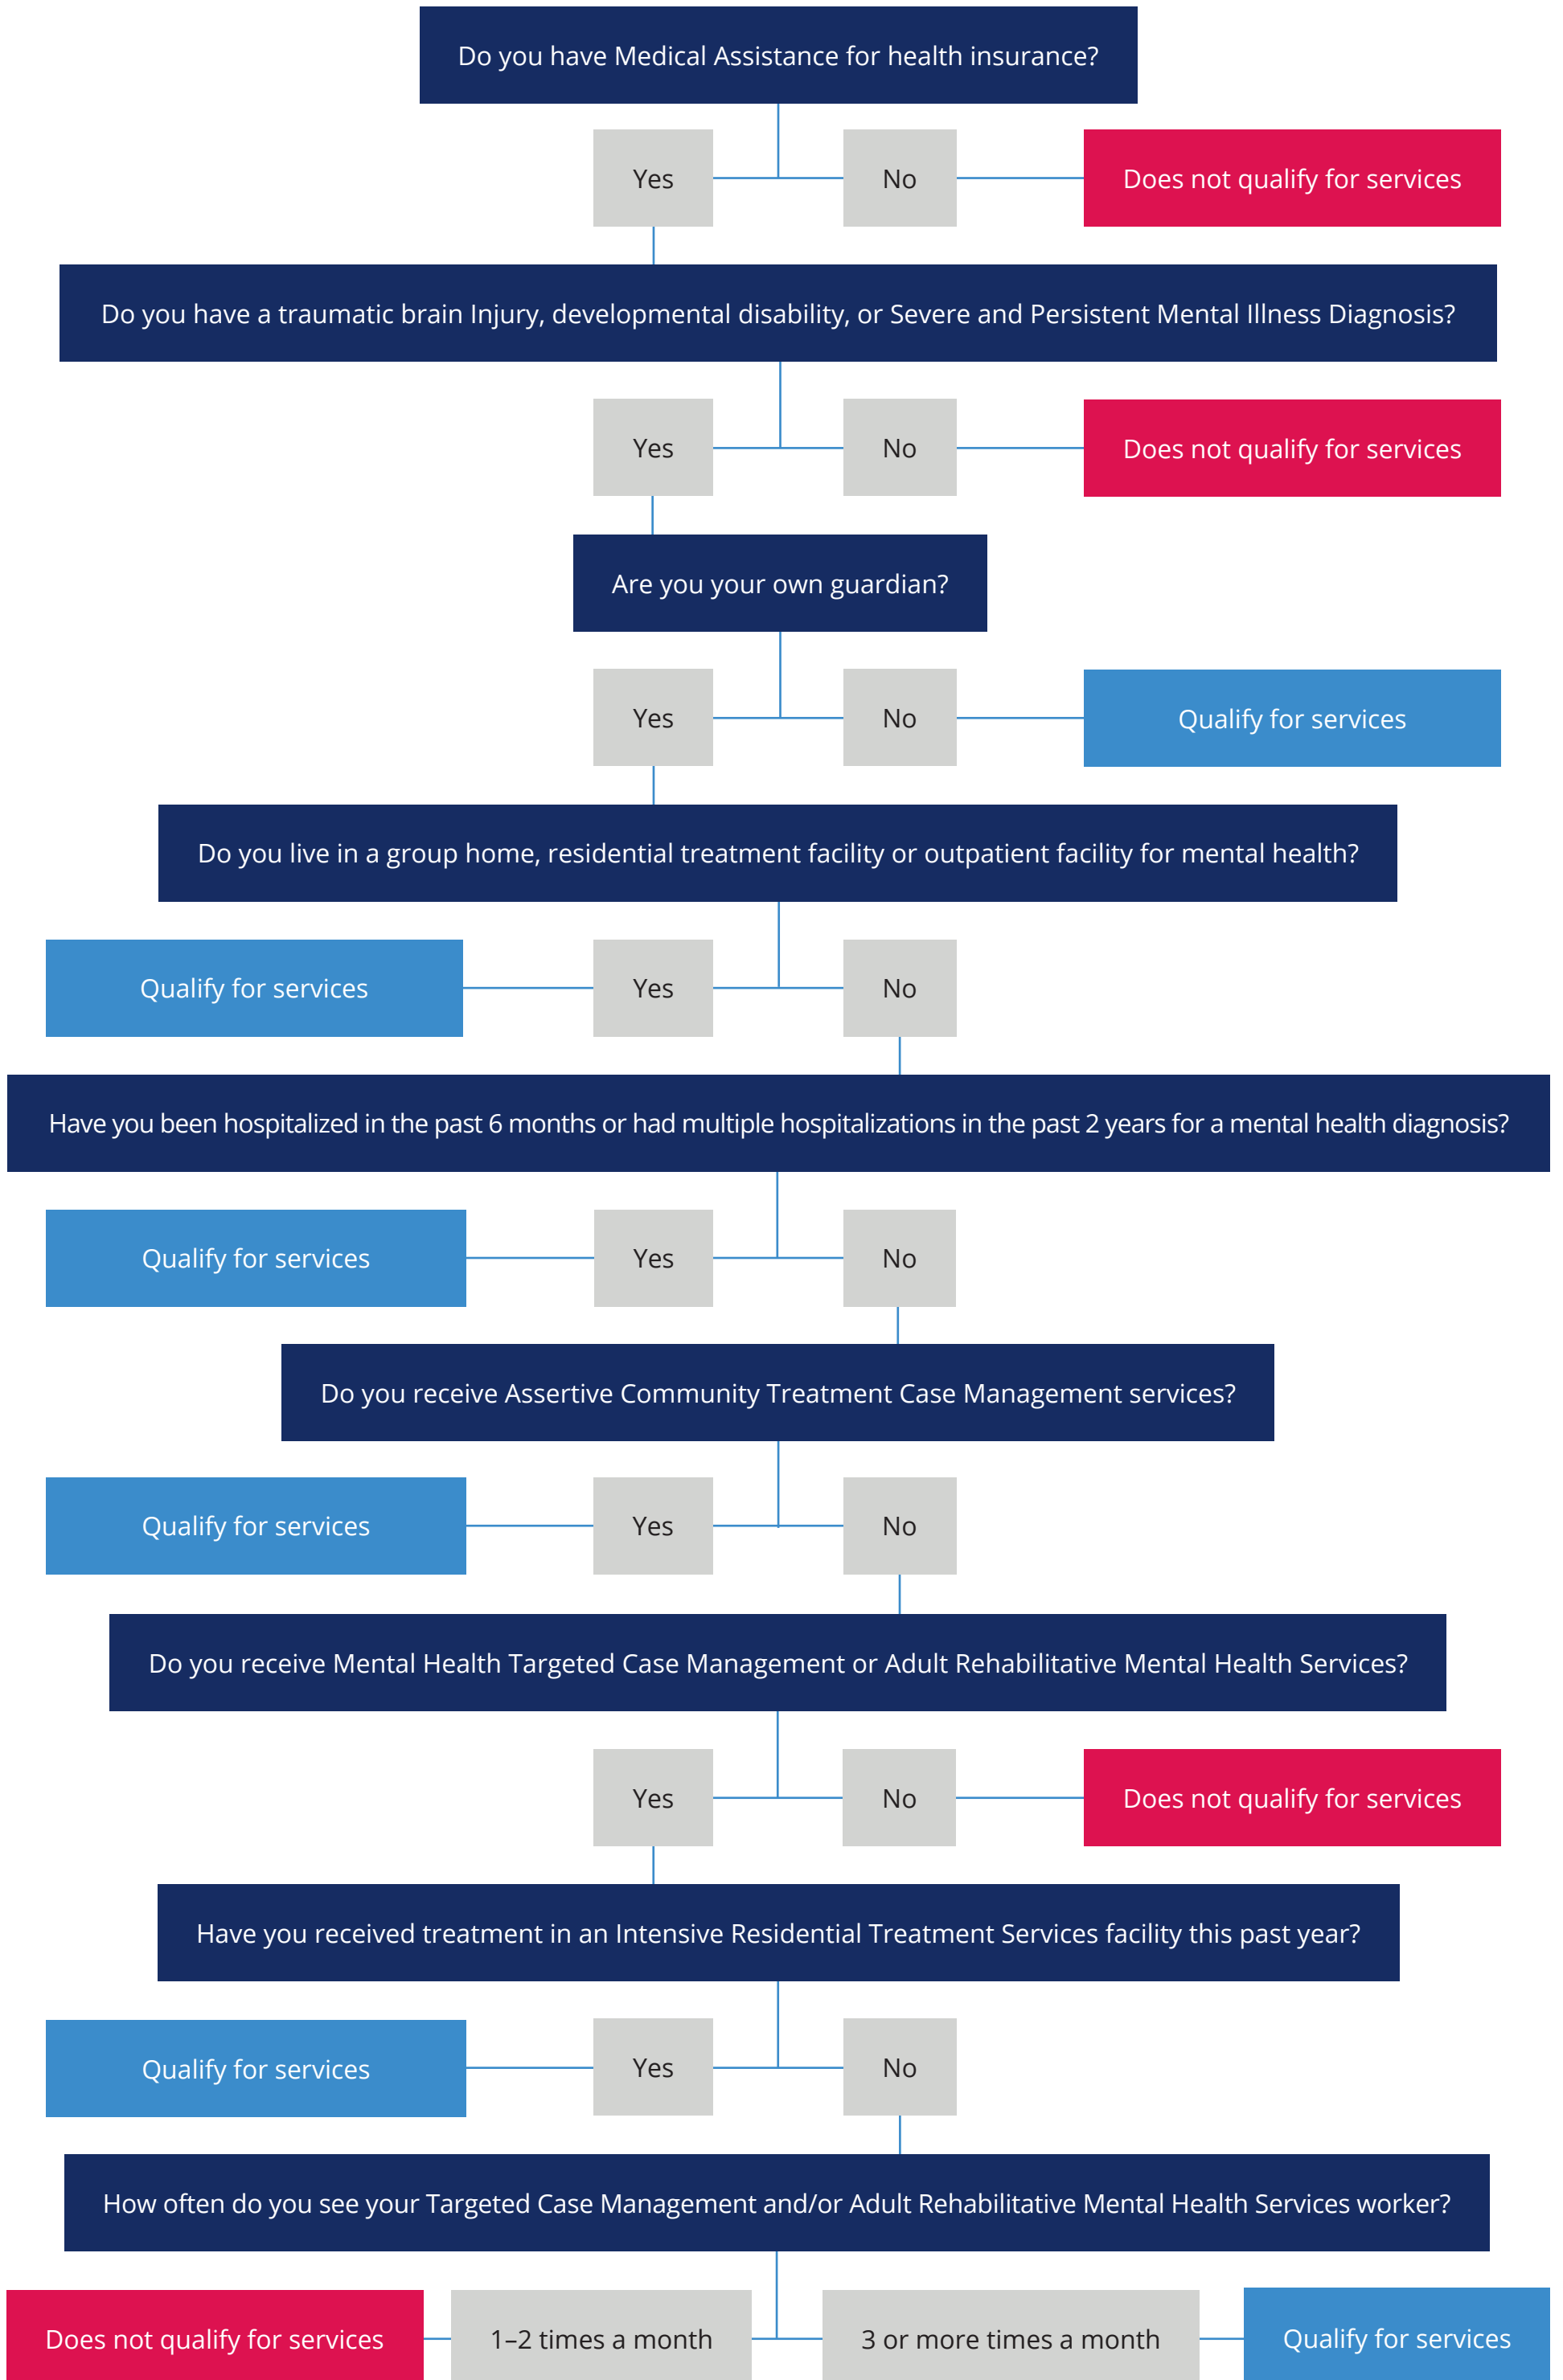 Do you have Medical Assistance for health insurance?
Yes
No
Does not qualify for services
Do you have a traumatic brain Injury, developmental disability, or Severe and Persistent Mental Illness Diagnosis?
Yes
No
Does not qualify for services
Are you your own guardian?
Yes
No
Qualify for services
Do you live in a group home, residential treatment facility or outpatient facility for mental health?
Qualify for services
Yes
No
Have you been hospitalized in the past 6 months or had multiple hospitalizations in the past 2 years for a mental health diagnosis?
Qualify for services
Yes
No
Do you receive Assertive Community Treatment Case Management services?
Qualify for services
Yes
No
Do you receive Mental Health Targeted Case Management or Adult Rehabilitative Mental Health Services?
Yes
No
Does not qualify for services
Have you received treatment in an Intensive Residential Treatment Services facility this past year?
Qualify for services
Yes
No
How often do you see your Targeted Case Management and/or Adult Rehabilitative Mental Health Services worker?
Does not qualify for services
1–2 times a month
3 or more times a month
Qualify for services